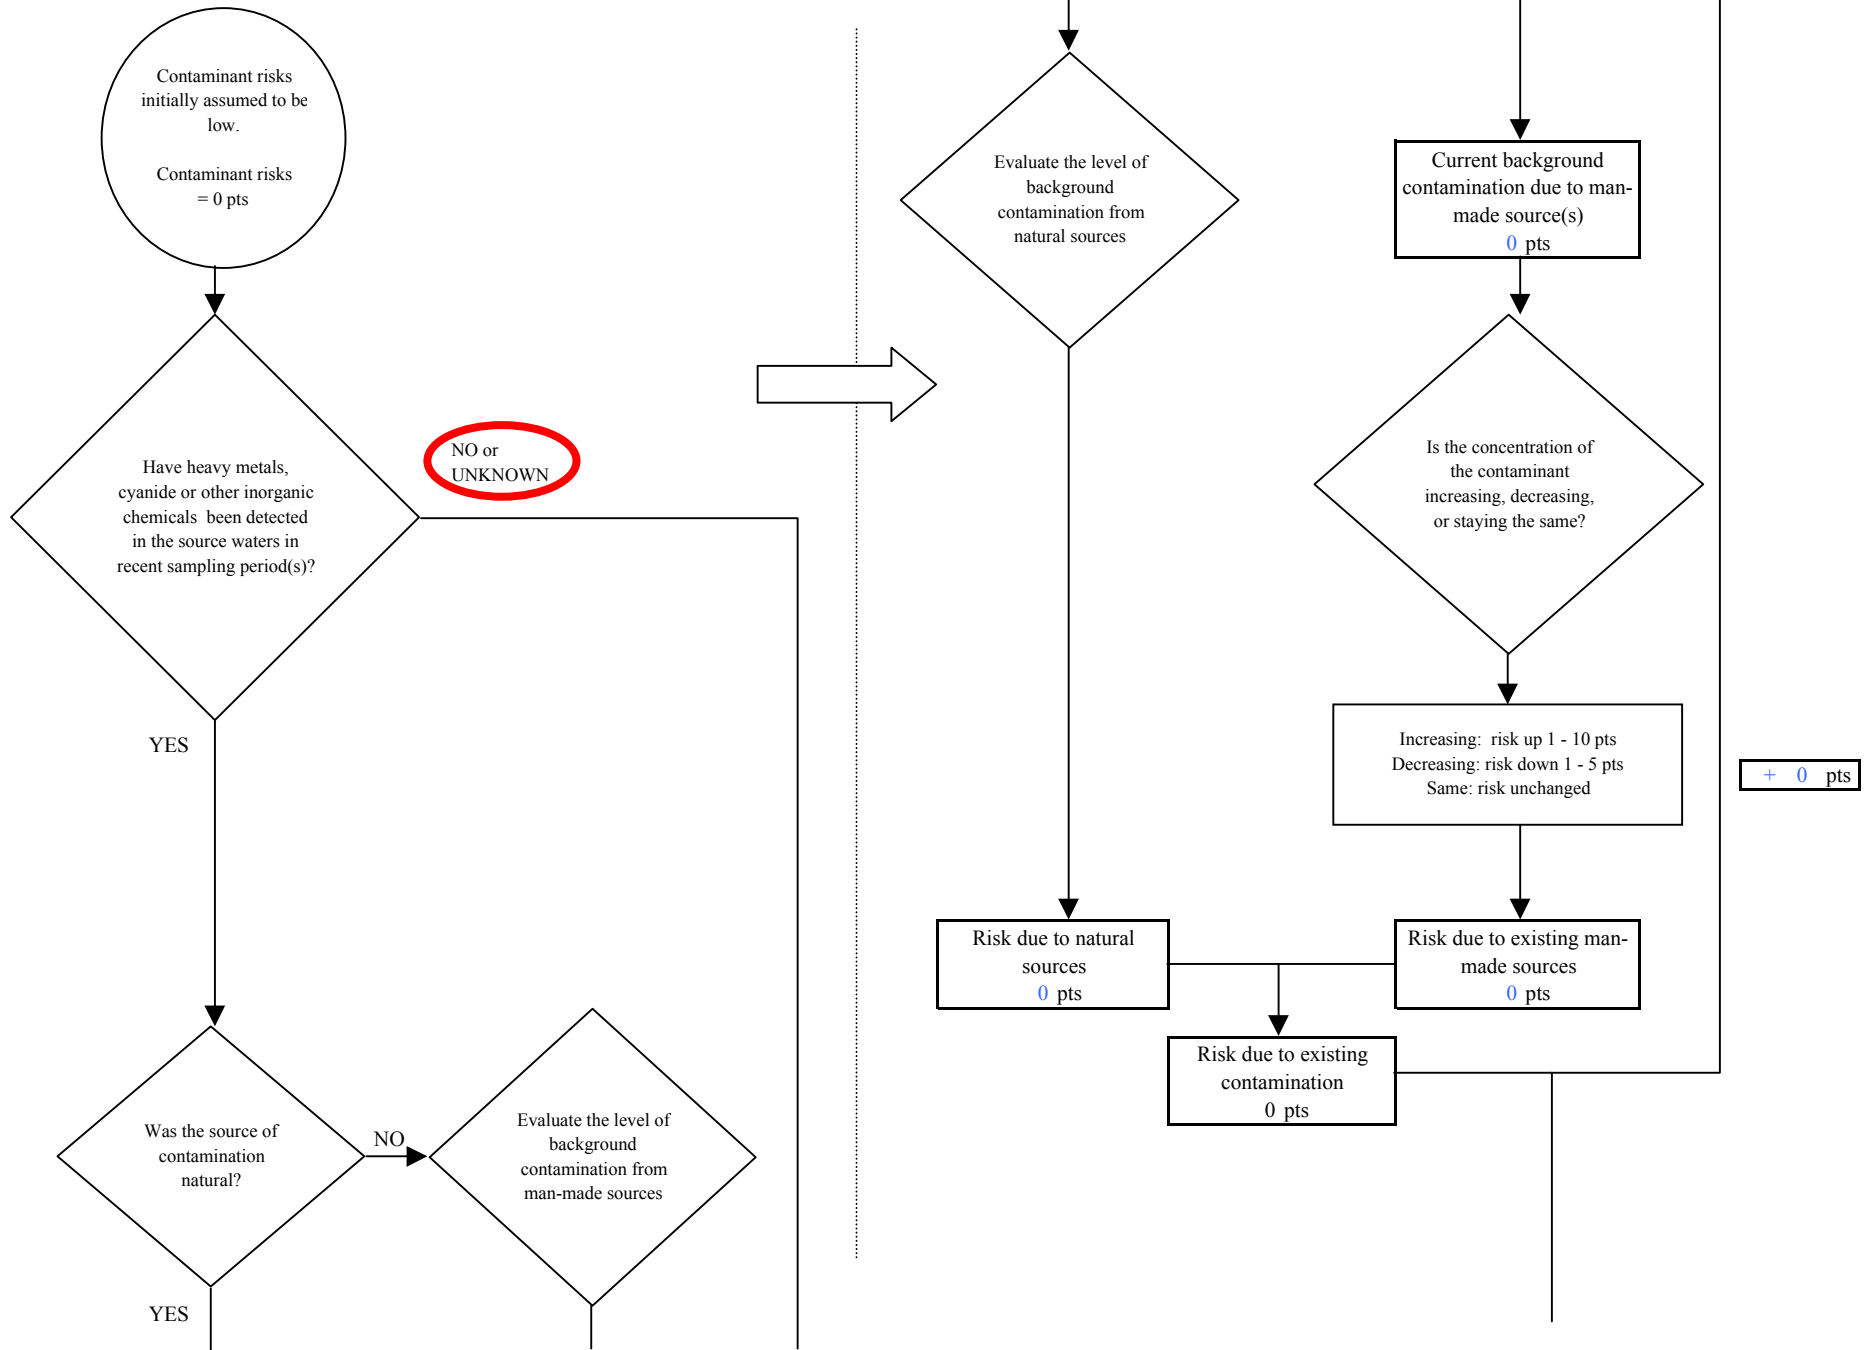 Contaminant risks
initially assumed to be
low.
Contaminant risks
= 0 pts
Have heavy metals,
cyanide or other inorganic
chemicals been detected
in the source waters in
recent sampling period(s)?
NO or
UNKNOWN
YES
Was the source of
contamination
natural?
NO
Evaluate the level of
background
contamination from
man-made sources
YES
Evaluate the level of
background
contamination from
natural sources
Current background
contamination due to man-
made source(s)
0 pts
Is the concentration of
the contaminant
increasing, decreasing,
or staying the same?
Increasing: risk up 1 - 10 pts
Decreasing: risk down 1 - 5 pts
Same: risk unchanged
+ 0 pts
Risk due to natural
sources
0 pts
Risk due to existing man-
made sources
0 pts
Risk due to existing
contamination
0 pts